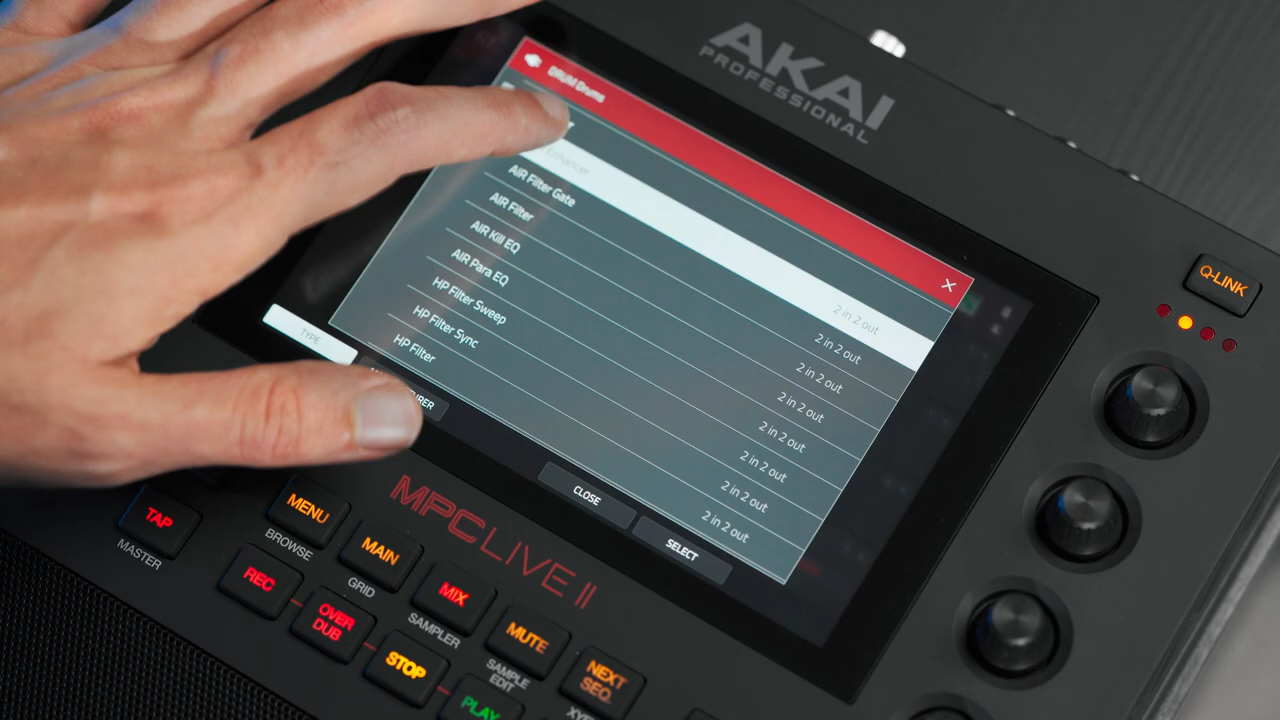 AKAI
PROFESSIONAL
DRUM Drums
Enhancer 2 in 2 out
AIR Filter Gate 2 in 2 out
AIR Filter 2 in 2 out
AIR Kill EQ 2 in 2 out
AIR Para EQ 2 in 2 out
HP Filter Sweep 2 in 2 out
HP Filter Sync 2 in 2 out
HP Filter 2 in 2 out
TYPE
CLOSE
SELECT
Q-LINK
MPC LIVE II
TAP
MASTER
MENU
BROWSE
MAIN
GRID
MIX
SAMPLER
MUTE
SAMPLE
EDIT
NEXT
SEQ.
REC
OVER
DUB
STOP
PLAY